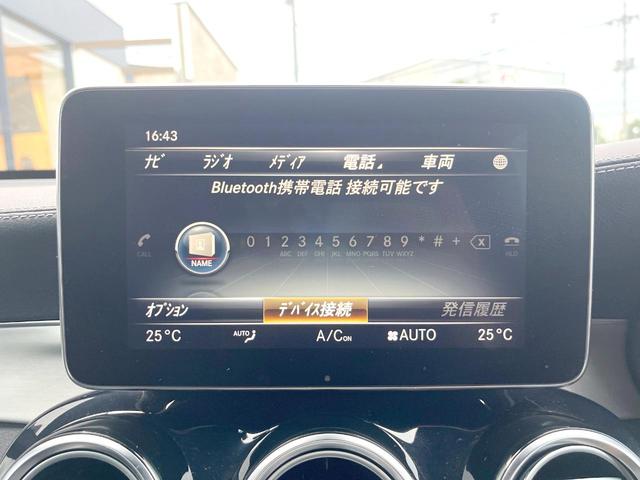 16:43
ナビ ラジオ メディア 電話 車両
Bluetooth携帯電話 接続可能です
0 1 2 3 4 5 6 7 8 9 * # +
CALL NAME ABC DEF GHI JKL MNO PQRS TUV WXYZ HLD
オプション デバイス接続 発信履歴
25°C AUTO A/C ON AUTO 25°C